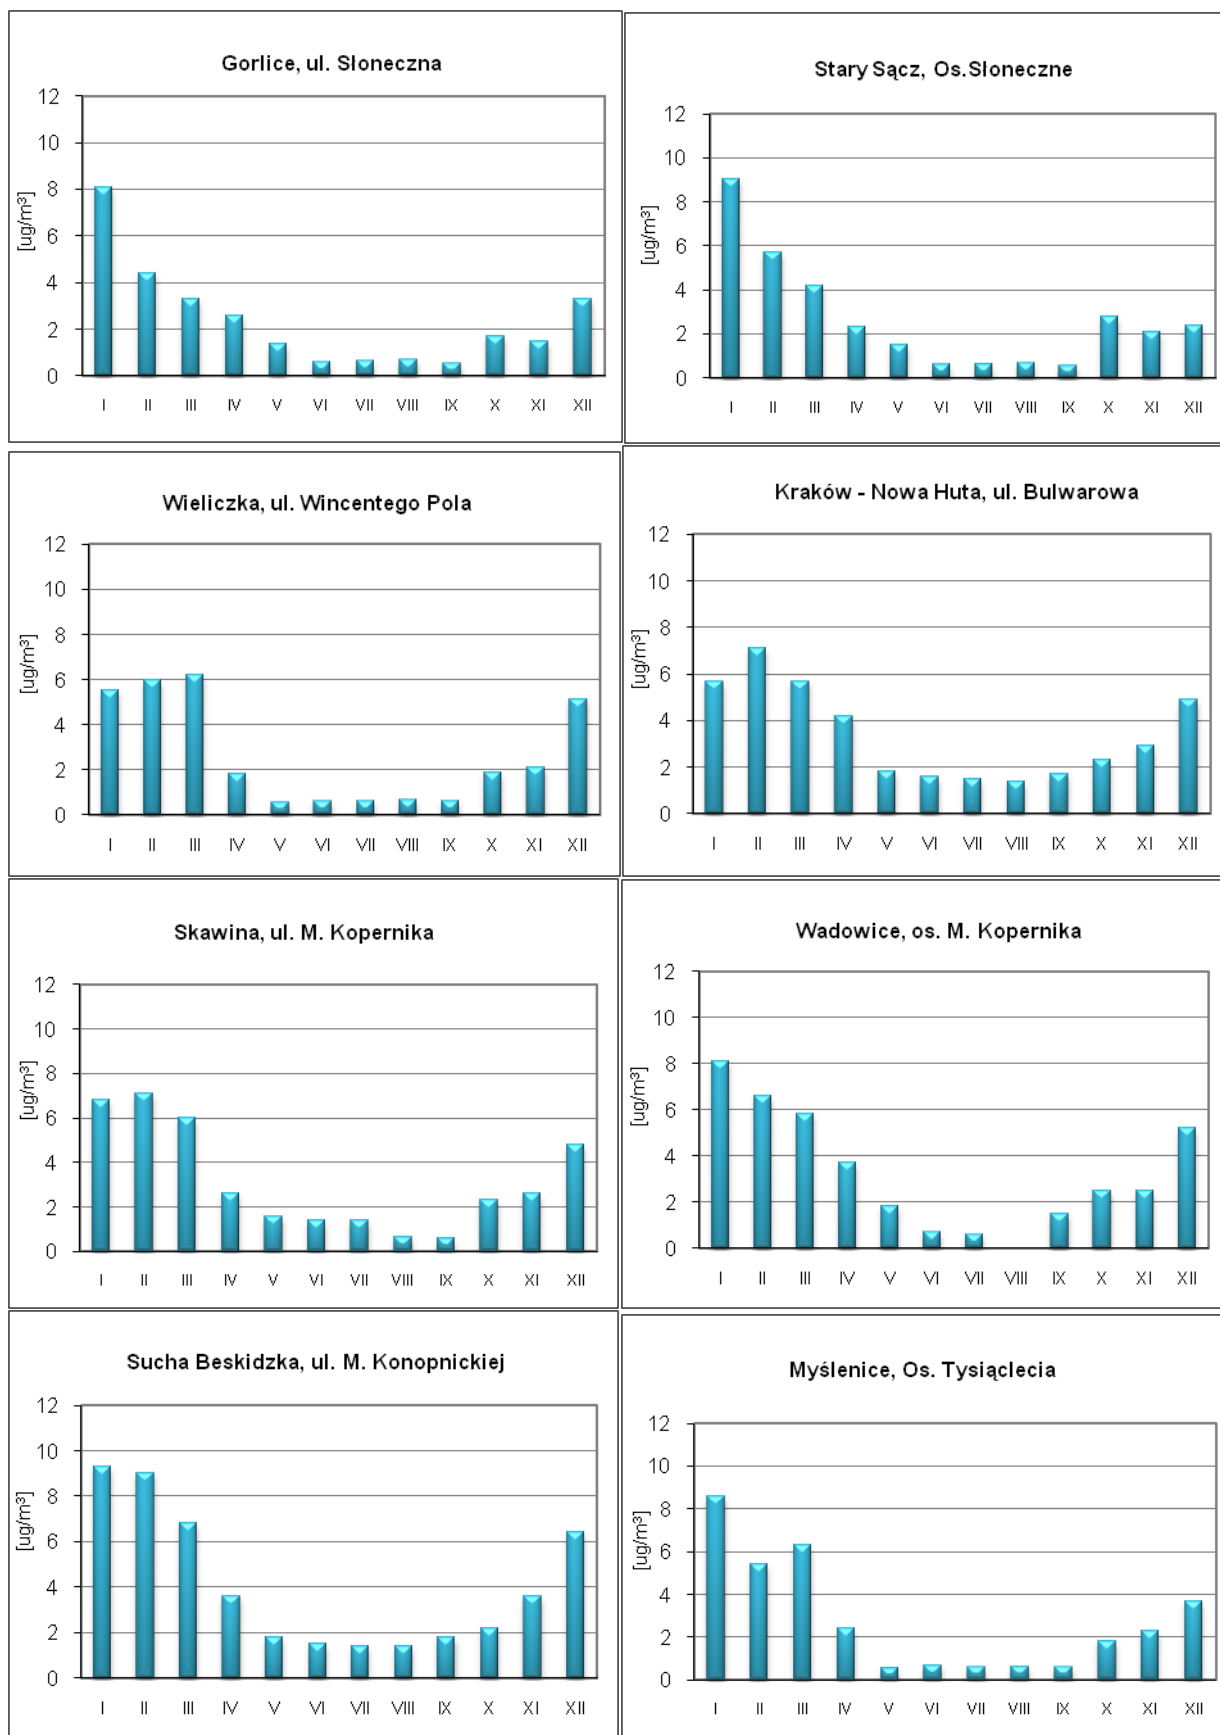 Gorlice, ul. Słoneczna
12
10
8
6
4
2
0
[ug/m³]
I II III IV V VI VII VIII IX X XI XII
Stary Sącz, Os.Słoneczne
12
10
8
6
4
2
0
[ug/m³]
I II III IV V VI VII VIII IX X XI XII
Wieliczka, ul. Wincentego Pola
12
10
8
6
4
2
0
[ug/m³]
I II III IV V VI VII VIII IX X XI XII
Kraków - Nowa Huta, ul. Bulwarowa
12
10
8
6
4
2
0
[ug/m³]
I II III IV V VI VII VIII IX X XI XII
Skawina, ul. M. Kopernika
12
10
8
6
4
2
0
[ug/m³]
I II III IV V VI VII VIII IX X XI XII
Wadowice, os. M. Kopernika
12
10
8
6
4
2
0
[ug/m³]
I II III IV V VI VII VIII IX X XI XII
Sucha Beskidzka, ul. M. Konopnickiej
12
10
8
6
4
2
0
[ug/m³]
I II III IV V VI VII VIII IX X XI XII
Myślenice, Os. Tysiąclecia
12
10
8
6
4
2
0
[ug/m³]
I II III IV V VI VII VIII IX X XI XII